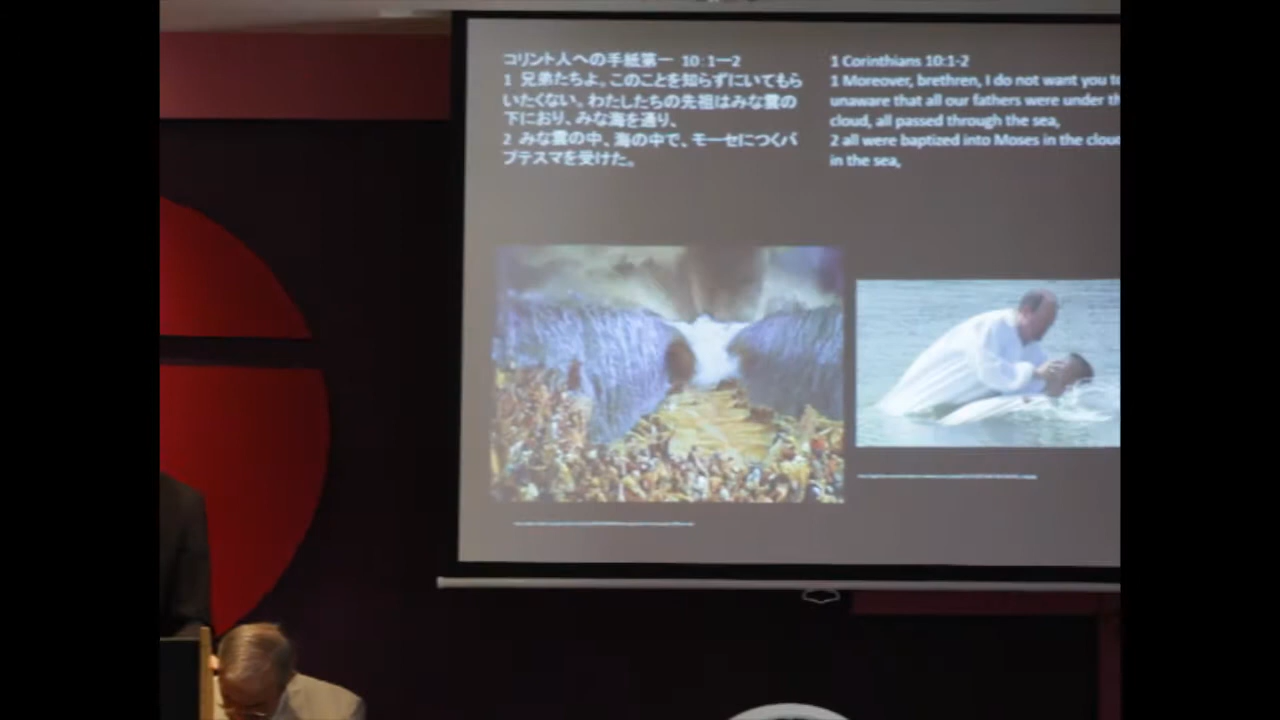 コリント人への手紙第一 10:1ー2
1 兄弟たちよ。このことを知らずにいてもら
いたくない。わたしたちの先祖はみな雲の
下におり、みな海を通り、
2 みな雲の中、海の中で、モーセにつくバ
プテスマを受けた。
1 Corinthians 10:1-2
1 Moreover, brethren, I do not want you
unaware that all our fathers were under
cloud, all passed through the sea,
2 all were baptized into Moses in the
in the sea,